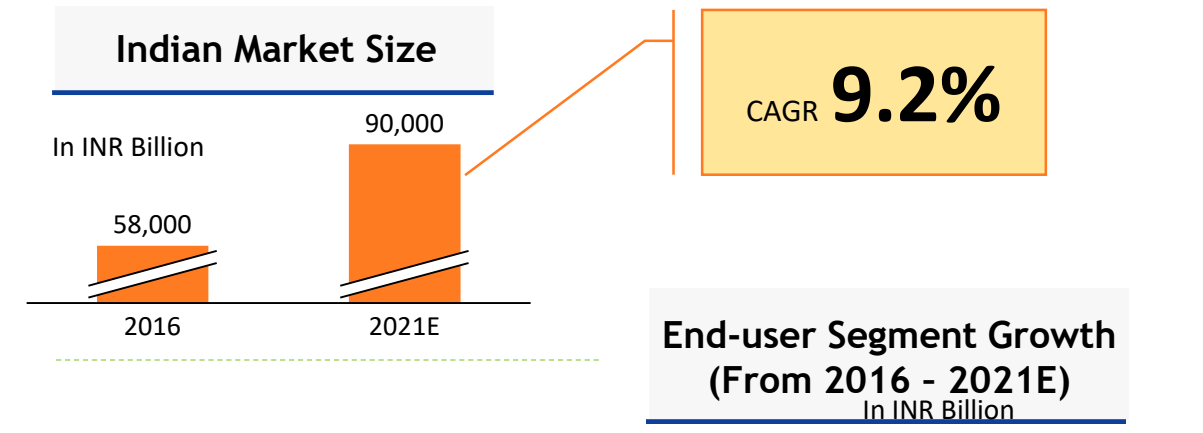 Indian Market Size
In INR Billion
58,000
90,000
2016
2021E
CAGR 9.2%
End-user Segment Growth
(From 2016 – 2021E)
In INR Billion